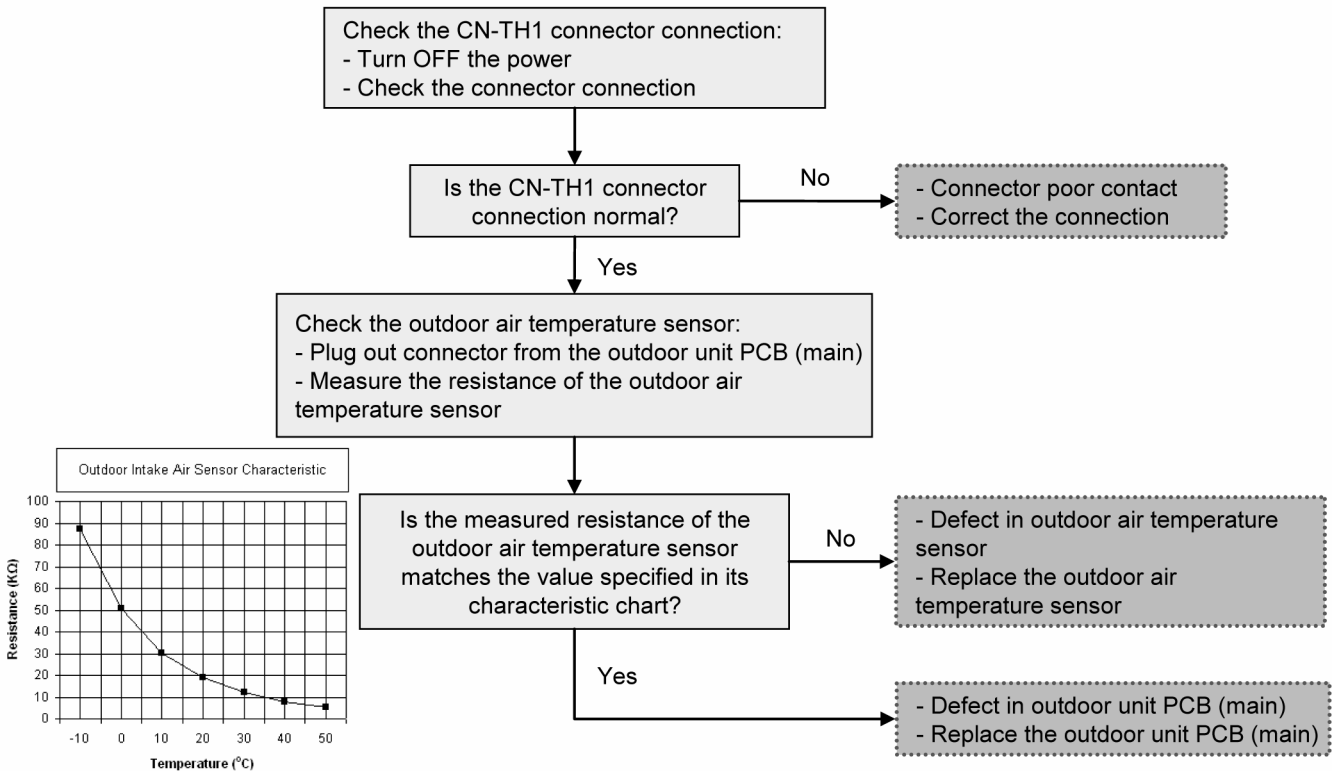 Check the CN-TH1 connector connection:
- Turn OFF the power
- Check the connector connection
Is the CN-TH1 connector
connection normal?
No
- Connector poor contact
- Correct the connection
Yes
Check the outdoor air temperature sensor:
- Plug out connector from the outdoor unit PCB (main)
- Measure the resistance of the outdoor air
temperature sensor
Outdoor Intake Air Sensor Characteristic
100
90
80
70
60
50
40
30
20
10
0
Resistance (KΩ)
-10 0 10 20 30 40 50
Temperature (⁰C)
Is the measured resistance of the
outdoor air temperature sensor
matches the value specified in its
characteristic chart?
No
- Defect in outdoor air temperature
sensor
- Replace the outdoor air
temperature sensor
Yes
- Defect in outdoor unit PCB (main)
- Replace the outdoor unit PCB (main)